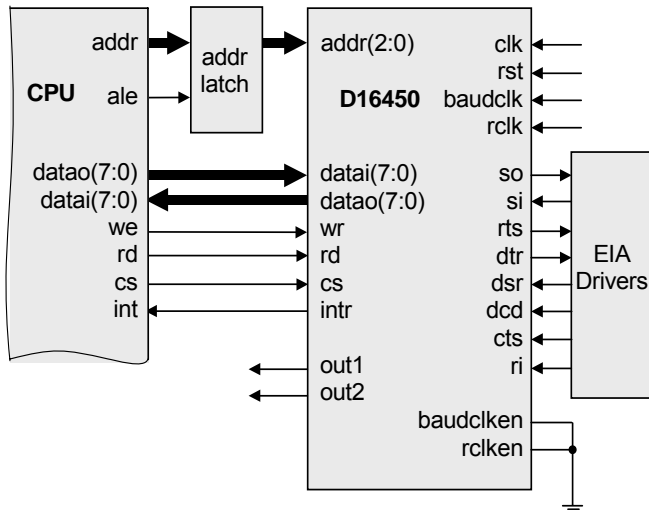 addr
CPU
ale
datao(7:0)
datai(7:0)
we
rd
cs
int
addr
latch
addr(2:0)
D16450
datai(7:0)
datao(7:0)
wr
rd
cs
intr
out1
out2
clk
rst
baudclk
rclk
so
si
rts
dtr
dsr
dcd
cts
ri
baudclken
rclken
EIA
Drivers